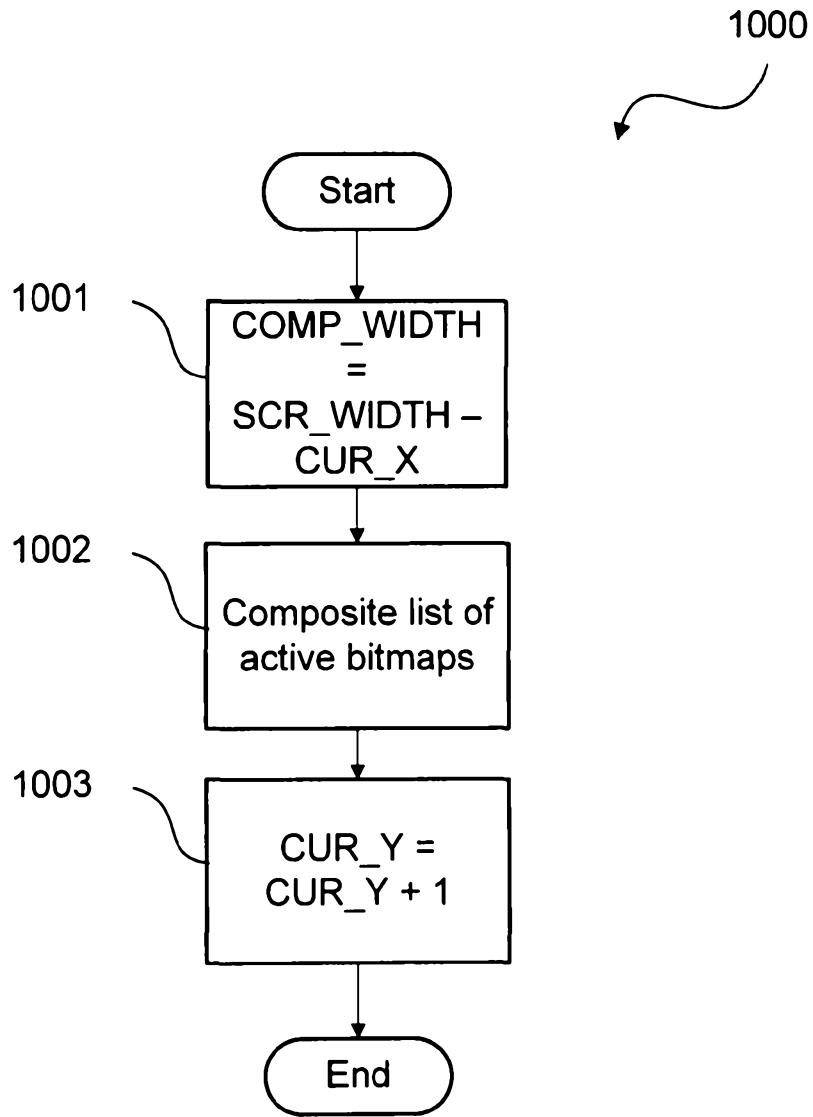 1000
Start
1001
COMP_WIDTH
=
SCR_WIDTH –
CUR_X
1002
Composite list of
active bitmaps
1003
CUR_Y =
CUR_Y + 1
End